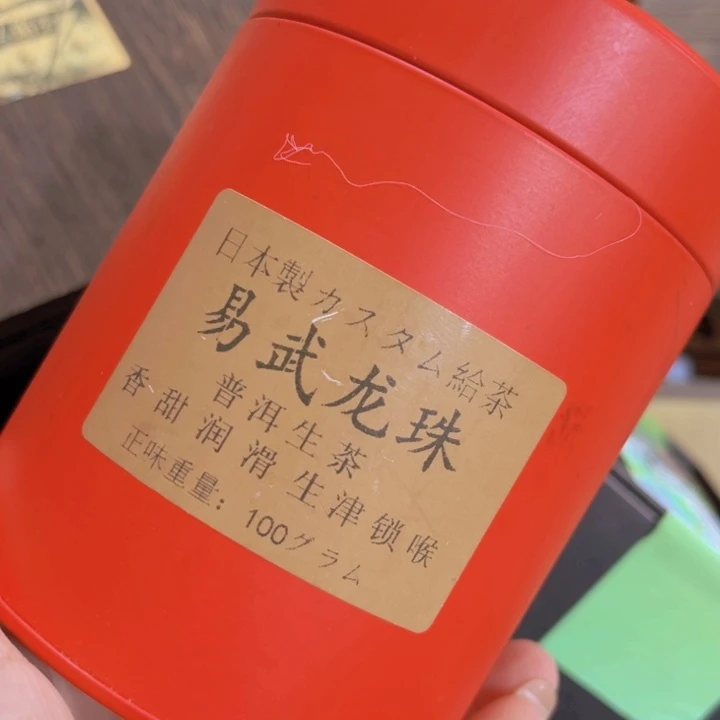 日本製カスタム給茶
易武龙珠
普洱生茶
香甜润滑生津锁喉
正味重量：100グラム